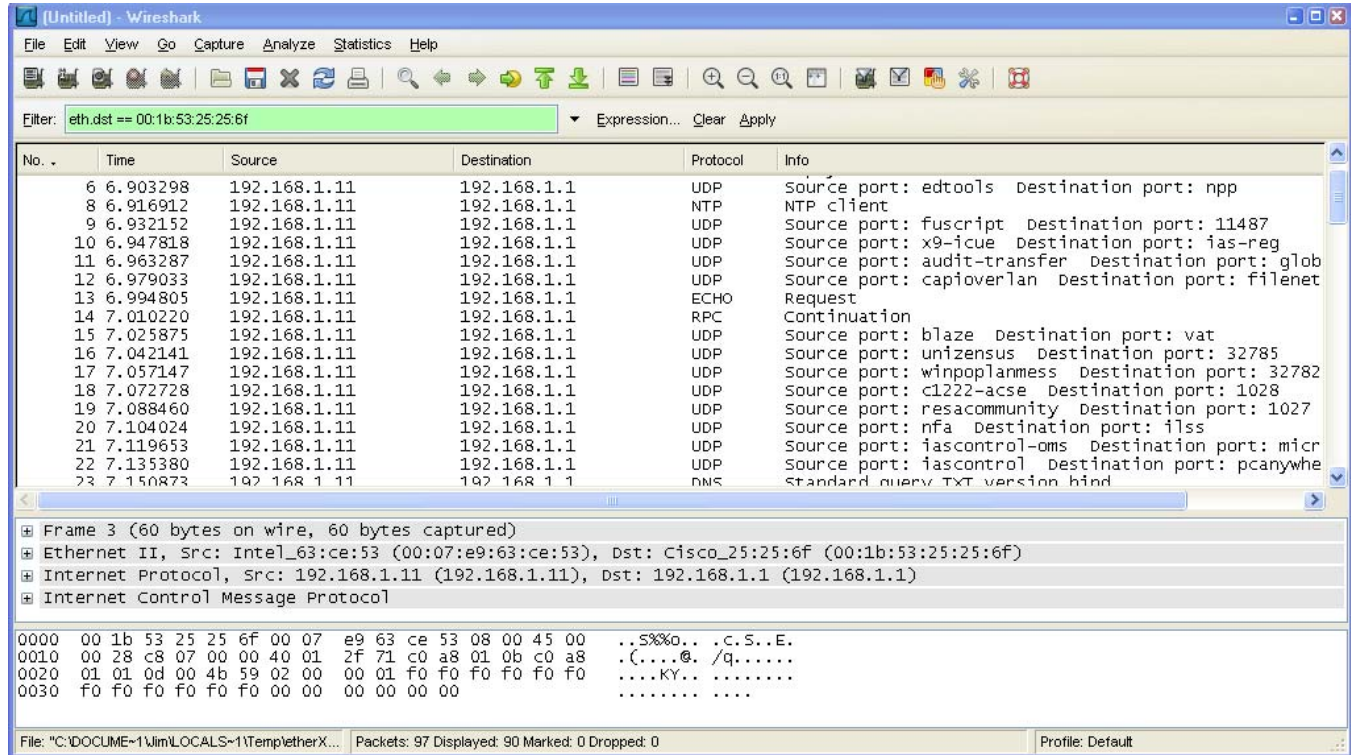 (Untitled) - Wireshark
File Edit View Go Capture Analyze Statistics Help
Filter: eth.dst == 00:1b:53:25:25:6f Expression... Clear Apply
No. Time Source Destination Protocol Info
6 6.903298 192.168.1.11 192.168.1.1 UDP Source port: edtools Destination port: npp
8 6.916912 192.168.1.11 192.168.1.1 NTP NTP client
9 6.932152 192.168.1.11 192.168.1.1 UDP Source port: fuscript Destination port: 11487
10 6.947818 192.168.1.11 192.168.1.1 UDP Source port: x9-icue Destination port: ias-reg
11 6.963287 192.168.1.11 192.168.1.1 UDP Source port: audit-transfer Destination port: glob
12 6.979033 192.168.1.11 192.168.1.1 UDP Source port: capioverlan Destination port: filenet
13 6.994805 192.168.1.11 192.168.1.1 ECHO Request
14 7.010220 192.168.1.11 192.168.1.1 RPC Continuation
15 7.025875 192.168.1.11 192.168.1.1 UDP Source port: blaze Destination port: vat
16 7.042141 192.168.1.11 192.168.1.1 UDP Source port: unizensus Destination port: 32785
17 7.057147 192.168.1.11 192.168.1.1 UDP Source port: winpoplanmess Destination port: 32782
18 7.072728 192.168.1.11 192.168.1.1 UDP Source port: c1222-acse Destination port: 1028
19 7.088460 192.168.1.11 192.168.1.1 UDP Source port: resacommunity Destination port: 1027
20 7.104024 192.168.1.11 192.168.1.1 UDP Source port: nfa Destination port: ilss
21 7.119653 192.168.1.11 192.168.1.1 UDP Source port: iascontrol-oms Destination port: micr
22 7.135380 192.168.1.11 192.168.1.1 UDP Source port: iascontrol Destination port: pcanywhe
23 7.150873 192.168.1.11 192.168.1.1 DNS Standard query TXT version bind
Frame 3 (60 bytes on wire, 60 bytes captured)
Ethernet II, Src: Intel_63:ce:53 (00:07:e9:63:ce:53), Dst: Cisco_25:25:6f (00:1b:53:25:25:6f)
Internet Protocol, Src: 192.168.1.11 (192.168.1.11), Dst: 192.168.1.1 (192.168.1.1)
Internet Control Message Protocol
0000 00 1b 53 25 25 6f 00 07 e9 63 ce 53 08 00 45 00 ..S%%o.. .c.S..E.
0010 00 28 c8 07 00 00 40 01 2f 71 c0 a8 01 0b c0 a8 .(....@. /q......
0020 01 01 0d 00 4b 59 02 00 00 01 f0 f0 f0 f0 f0 f0 ....KY.. ........
0030 f0 f0 f0 f0 f0 f0 00 00 00 00 00 00 ........ ....
File: "C:\DOCUME~1\Jim\LOCALS~1\Temp\etherX... Packets: 97 Displayed: 90 Marked: 0 Dropped: 0 Profile: Default